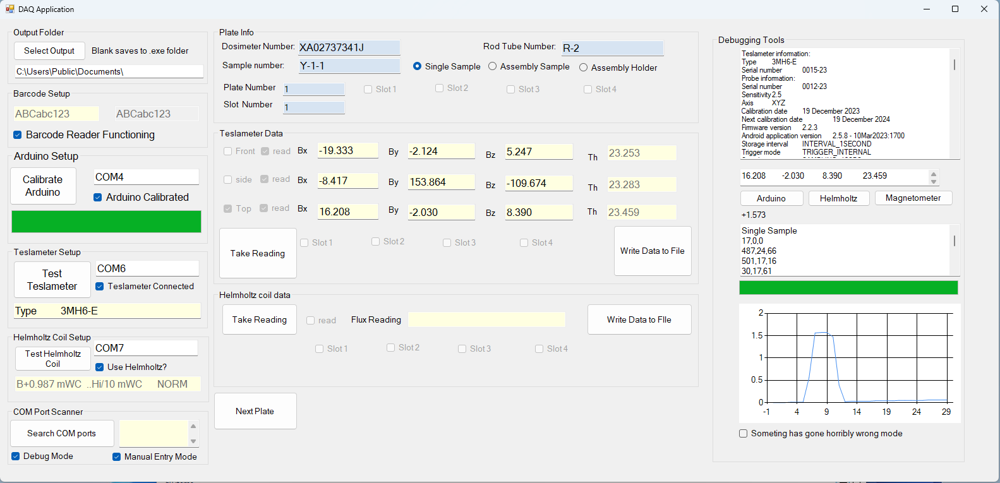 DAQ Application
Output Folder
Select Output
Blank saves to .exe folder
C:\Users\Public\Documents\
Barcode Setup
ABCabc123
ABCabc123
Barcode Reader Functioning
Arduino Setup
Calibrate
Arduino
COM4
Arduino Calibrated
Teslameter Setup
Test
Teslameter
COM6
Teslameter Connected
Type 3MH6-E
Helmholtz Coil Setup
Test Helmholtz
Coil
COM7
Use Helmholtz?
B+0.987 mWC ..Hi/10 mWC NORM
COM Port Scanner
Search COM ports
Debug Mode
Manual Entry Mode
Plate Info
Dosimeter Number: XA02737341J
Rod Tube Number: R-2
Sample number: Y-1-1
Single Sample
Assembly Sample
Assembly Holder
Plate Number 1
Slot 1
Slot 2
Slot 3
Slot 4
Slot Number 1
Teslameter Data
Front read Bx -19.333 By -2.124 Bz 5.247 Th 23.253
side read Bx -8.417 By 153.864 Bz -109.674 Th 23.283
Top read Bx 16.208 By -2.030 Bz 8.390 Th 23.459
Take Reading
Slot 1
Slot 2
Slot 3
Slot 4
Write Data to File
Helmholtz coil data
Take Reading
read
Flux Reading
Write Data to FIle
Slot 1
Slot 2
Slot 3
Slot 4
Next Plate
Debugging Tools
Teslameter information:
Type 3MH6-E
Serial number 0015-23
Probe information:
Serial number 0012-23
Sensitivity 2.5
Axis XYZ
Calibration date 19 December 2023
Next calibration date 19 December 2024
Firmware version 2.2.3
Android application version 2.5.8 - 10Mar2023:1700
Storage interval INTERVAL_1SECOND
Trigger mode TRIGGER_INTERNAL
16.208 -2.030 8.390 23.459
Arduino
Helmholtz
Magnetometer
+1.573
Single Sample
17,0,0
487,24,66
501,17,16
30,17,61
2
1.5
1
0.5
0
-1 4 9 14 19 24 29
Someting has gone horribly wrong mode